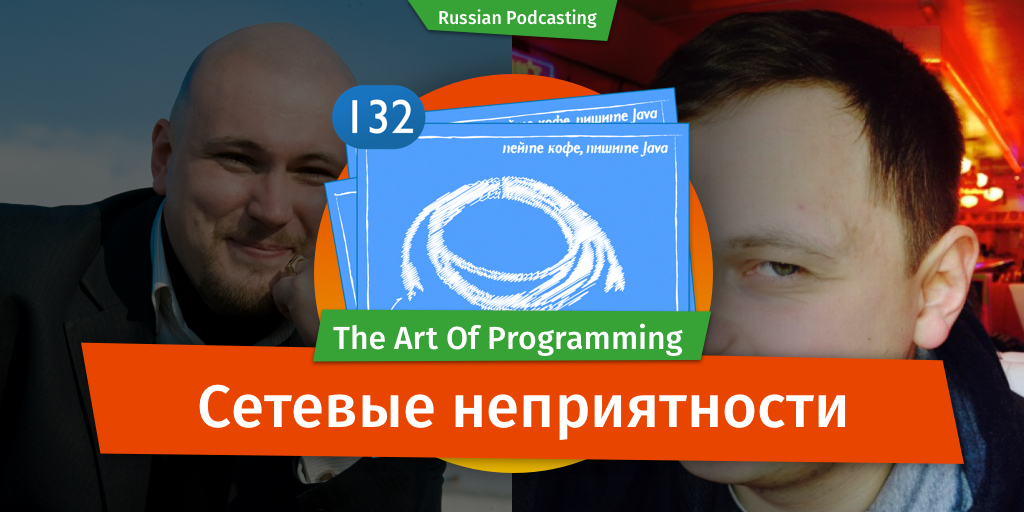 Russian Podcasting
132
пейте кофе, пишите Java
пейте кофе, пишите Java
The Art Of Programming
Сетевые неприятности